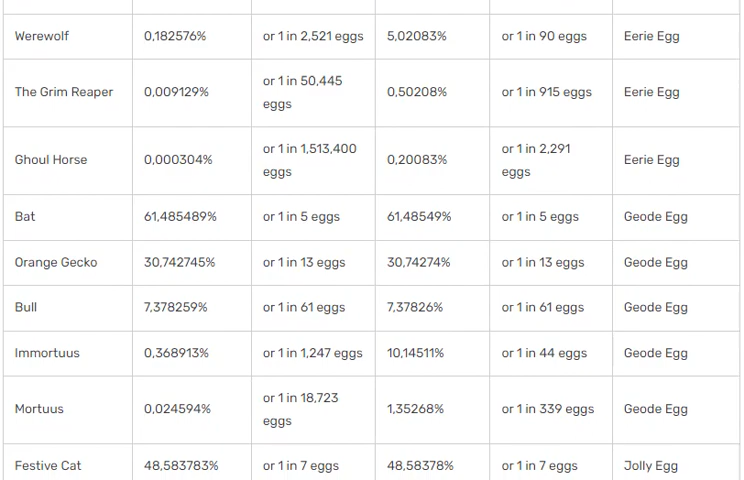 Werewolf 0,182576% or 1 in 2,521 eggs 5,02083% or 1 in 90 eggs Eerie Egg
The Grim Reaper 0,009129% or 1 in 50,445 eggs 0,50208% or 1 in 915 eggs Eerie Egg
Ghoul Horse 0,000304% or 1 in 1,513,400 eggs 0,20083% or 1 in 2,291 eggs Eerie Egg
Bat 61,485489% or 1 in 5 eggs 61,48549% or 1 in 5 eggs Geode Egg
Orange Gecko 30,742745% or 1 in 13 eggs 30,74274% or 1 in 13 eggs Geode Egg
Bull 7,378259% or 1 in 61 eggs 7,37826% or 1 in 61 eggs Geode Egg
Immortuus 0,368913% or 1 in 1,247 eggs 10,14511% or 1 in 44 eggs Geode Egg
Mortuus 0,024594% or 1 in 18,723 eggs 1,35268% or 1 in 339 eggs Geode Egg
Festive Cat 48,583783% or 1 in 7 eggs 48,58378% or 1 in 7 eggs Jolly Egg